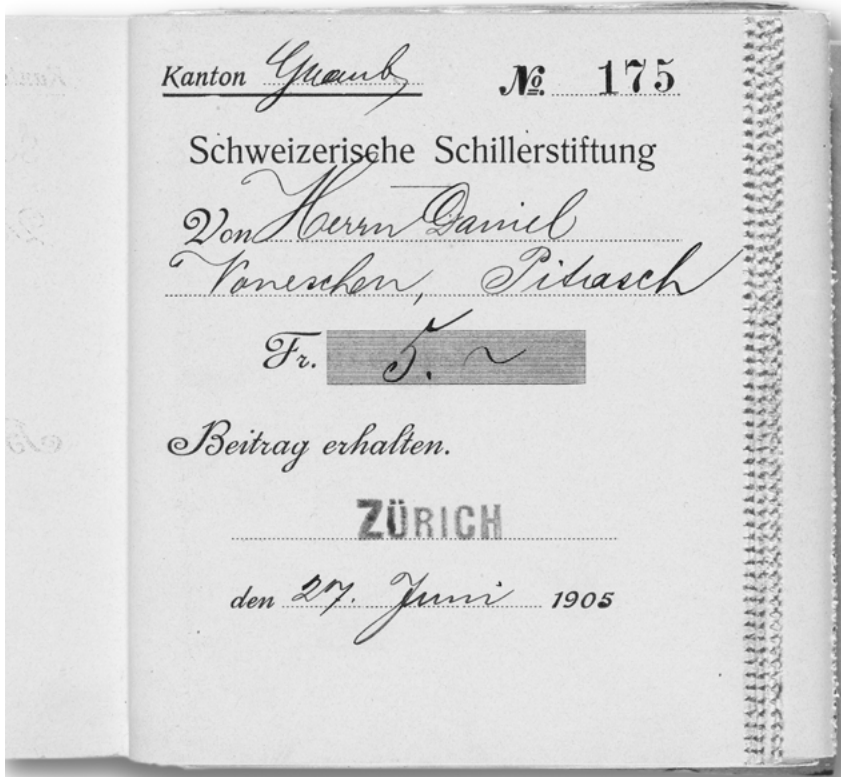 Kanton Graub, No. 175
Schweizerische Schillerstiftung
Von Herrn Daniel
Voneschen, Pitasch
Fr. 5. ~
Beitrag erhalten.
ZÜRICH
den 27. Juni 1905